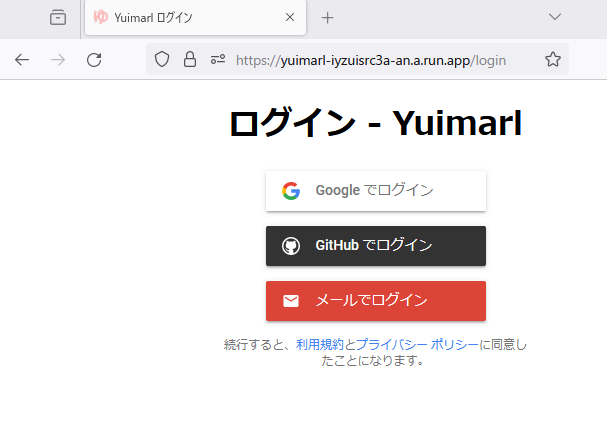 Yuimarl ログイン
https://yuimarl-iyzuisrc3a-an.a.run.app/login
ログイン - Yuimarl
Google でログイン
GitHub でログイン
メールでログイン
続行すると、利用規約とプライバシー ポリシーに同意し
たことになります。